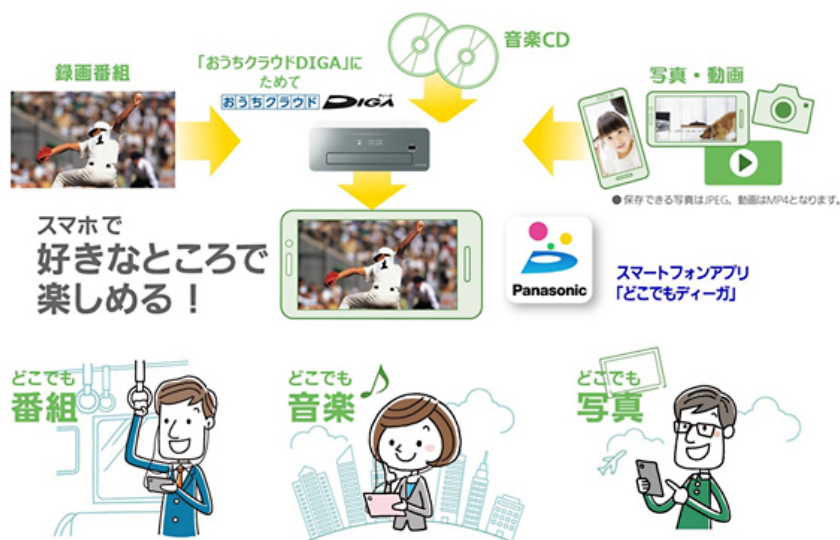 音楽CD
録画番組
「おうちクラウドDIGA」に
ためて
おうちクラウド DIGA
ディーガ
写真・動画
●保存できる写真はJPEG、動画はMP4となります。
スマホで
好きなところで
楽しめる！
Panasonic
スマートフォンアプリ
「どこでもディーガ」
どこでも
番組
どこでも
音楽
どこでも
写真